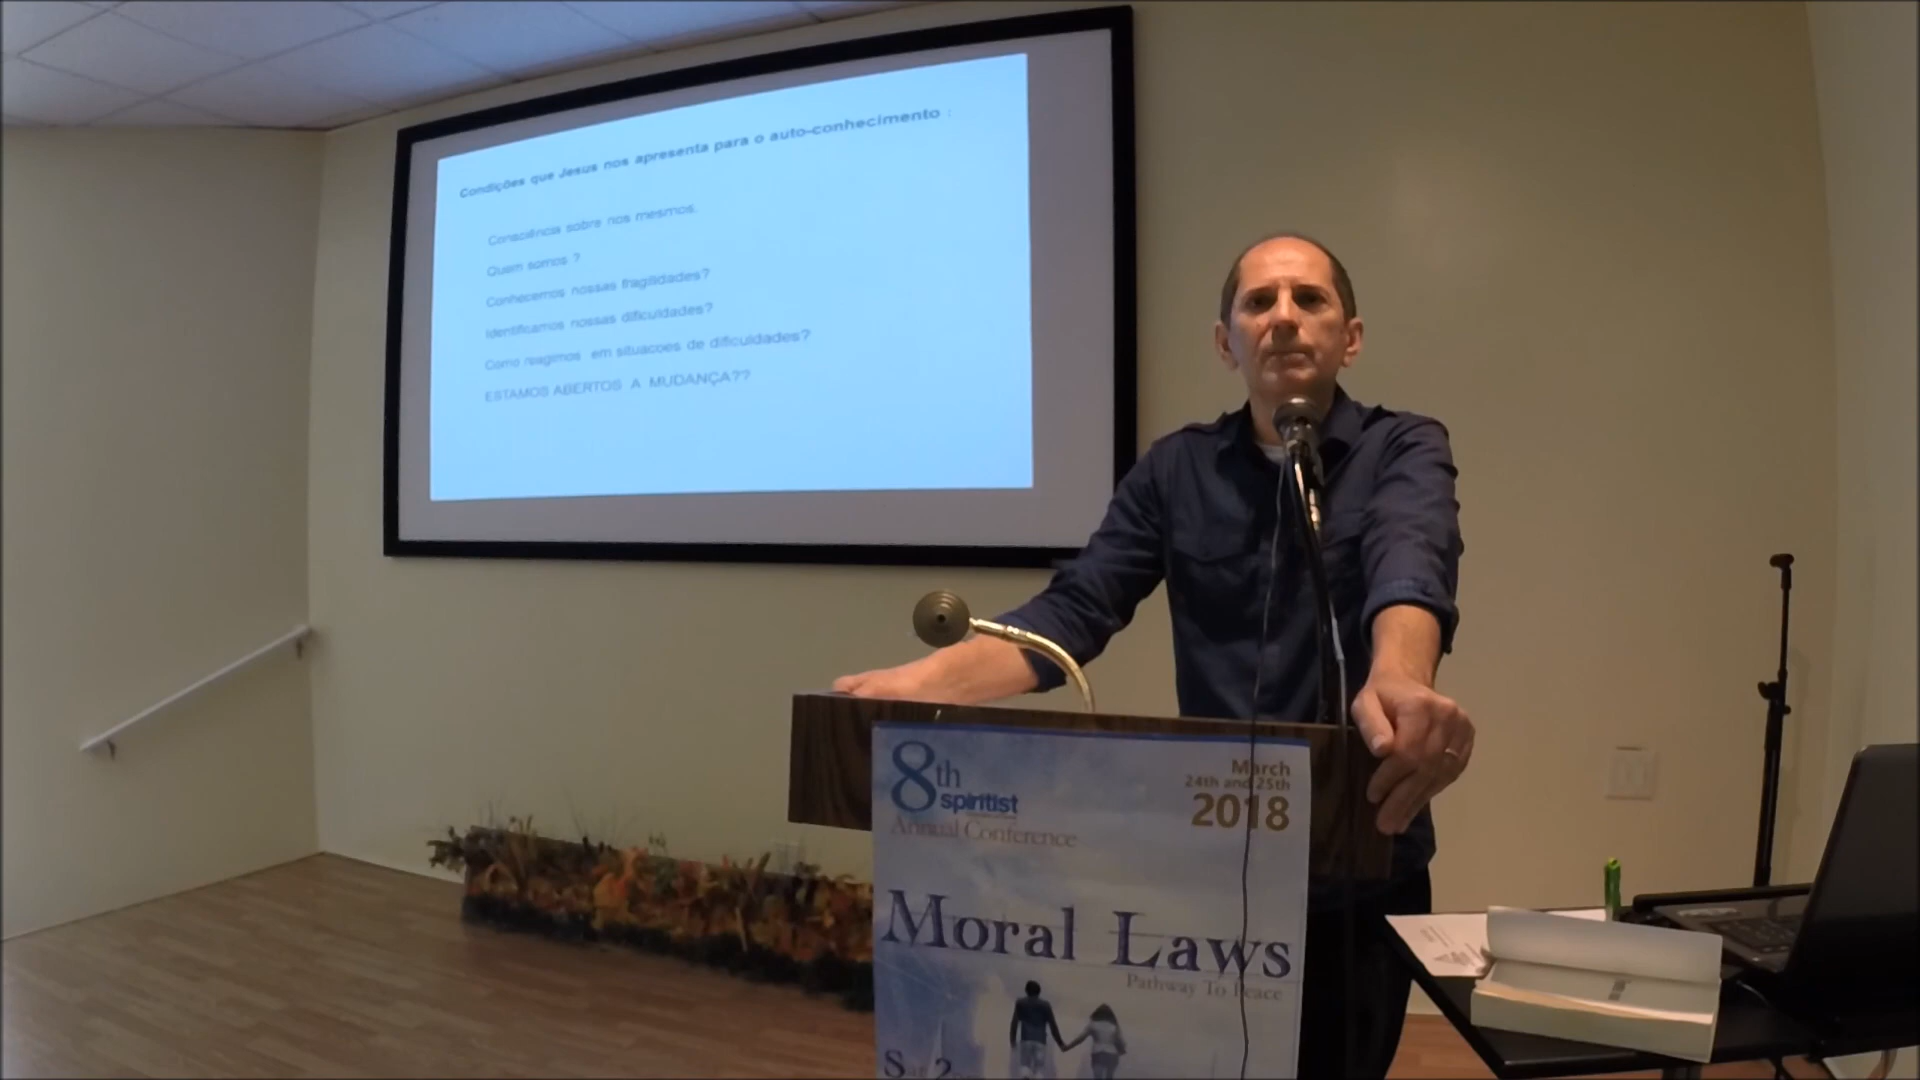 Condições que Jesus nos apresenta para o auto-conhecimento :
Consciência sobre nos mesmos.
Quem somos ?
Conhecemos nossas fragilidades?
Identificamos nossas dificuldades?
Como reagimos em situacoes de dificuldades?
ESTAMOS ABERTOS A MUDANÇA??
8th
spiritist
Annual Conference
March
24th and 25th
2018
Moral Laws
Pathway To Peace